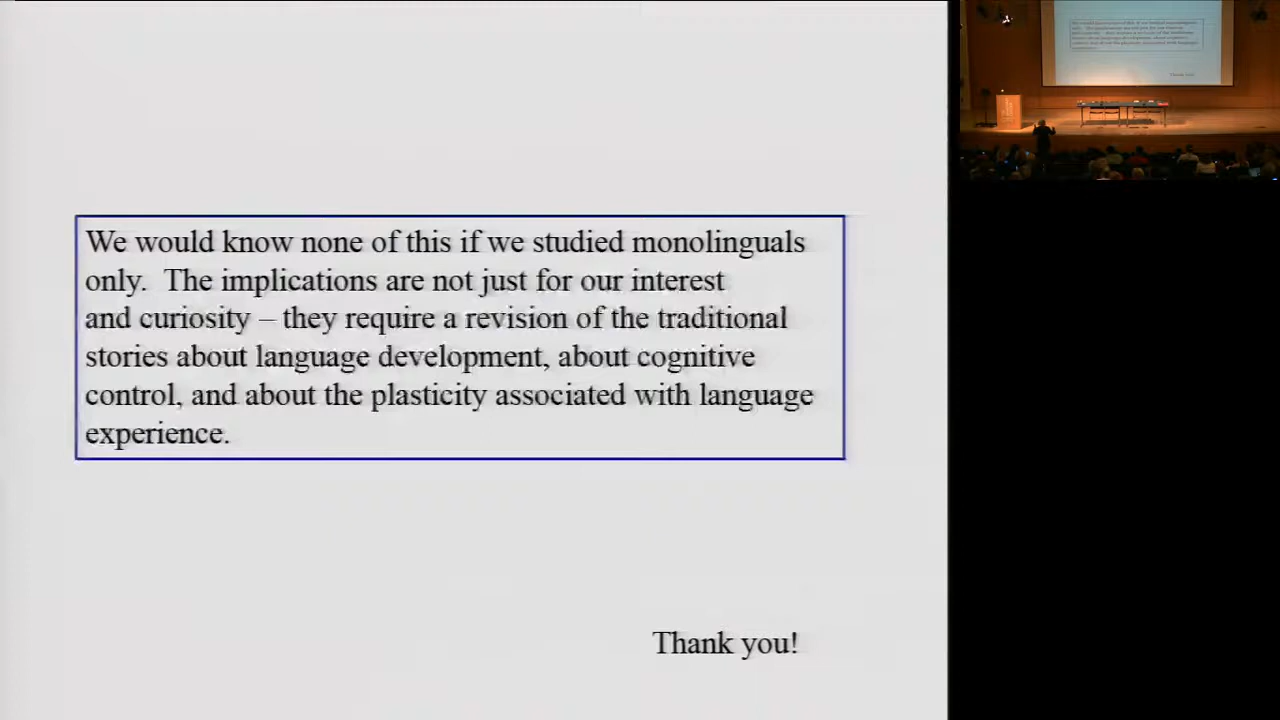 We would know none of this if we studied monolinguals
only.  The implications are not just for our interest
and curiosity – they require a revision of the traditional
stories about language development, about cognitive
control, and about the plasticity associated with language
experience.
Thank you!